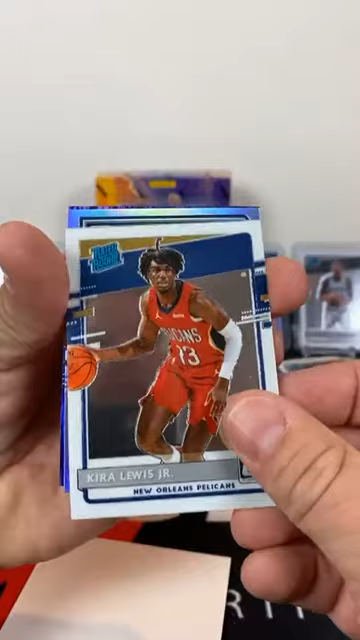 RATED
ROOKIE
PELICANS
13
KIRA LEWIS JR.
NEW ORLEANS PELICANS